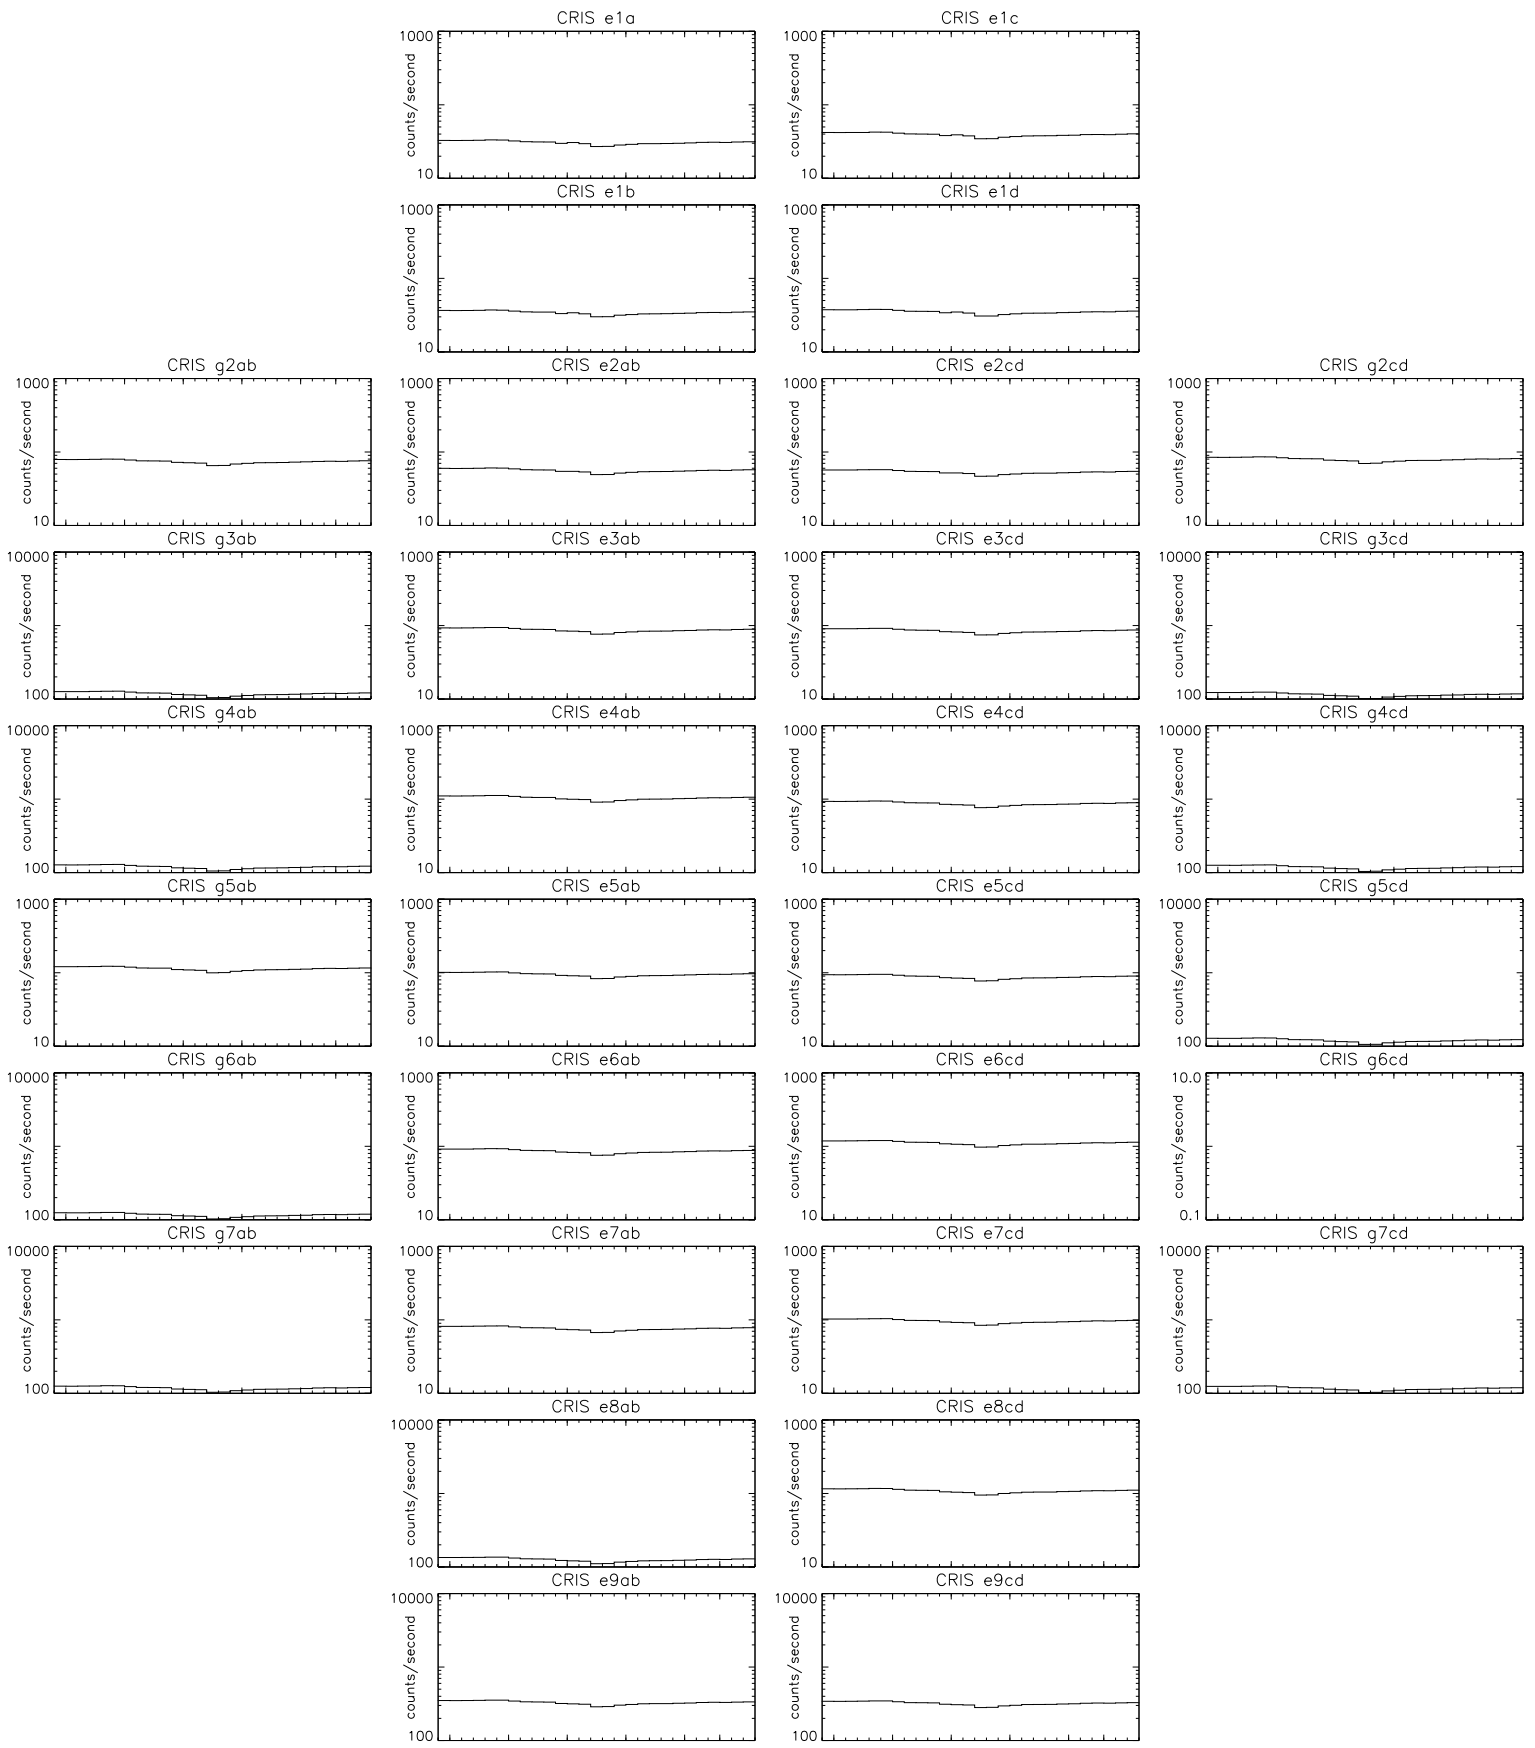 CRIS e1a
1000
counts/second
10
CRIS e1c
1000
counts/second
10
CRIS e1b
1000
counts/second
10
CRIS e1d
1000
counts/second
10
CRIS g2ab
1000
counts/second
10
CRIS e2ab
1000
counts/second
10
CRIS e2cd
1000
counts/second
10
CRIS g2cd
1000
counts/second
10
CRIS g3ab
10000
counts/second
100
CRIS e3ab
1000
counts/second
10
CRIS e3cd
1000
counts/second
10
CRIS g3cd
10000
counts/second
100
CRIS g4ab
10000
counts/second
100
CRIS e4ab
1000
counts/second
10
CRIS e4cd
1000
counts/second
10
CRIS g4cd
10000
counts/second
100
CRIS g5ab
1000
counts/second
10
CRIS e5ab
1000
counts/second
10
CRIS e5cd
1000
counts/second
10
CRIS g5cd
10000
counts/second
100
CRIS g6ab
10000
counts/second
100
CRIS e6ab
1000
counts/second
10
CRIS e6cd
1000
counts/second
10
CRIS g6cd
10.0
counts/second
0.1
CRIS g7ab
10000
counts/second
100
CRIS e7ab
1000
counts/second
10
CRIS e7cd
1000
counts/second
10
CRIS g7cd
10000
counts/second
100
CRIS e8ab
10000
counts/second
100
CRIS e8cd
1000
counts/second
10
CRIS e9ab
10000
counts/second
100
CRIS e9cd
10000
counts/second
100